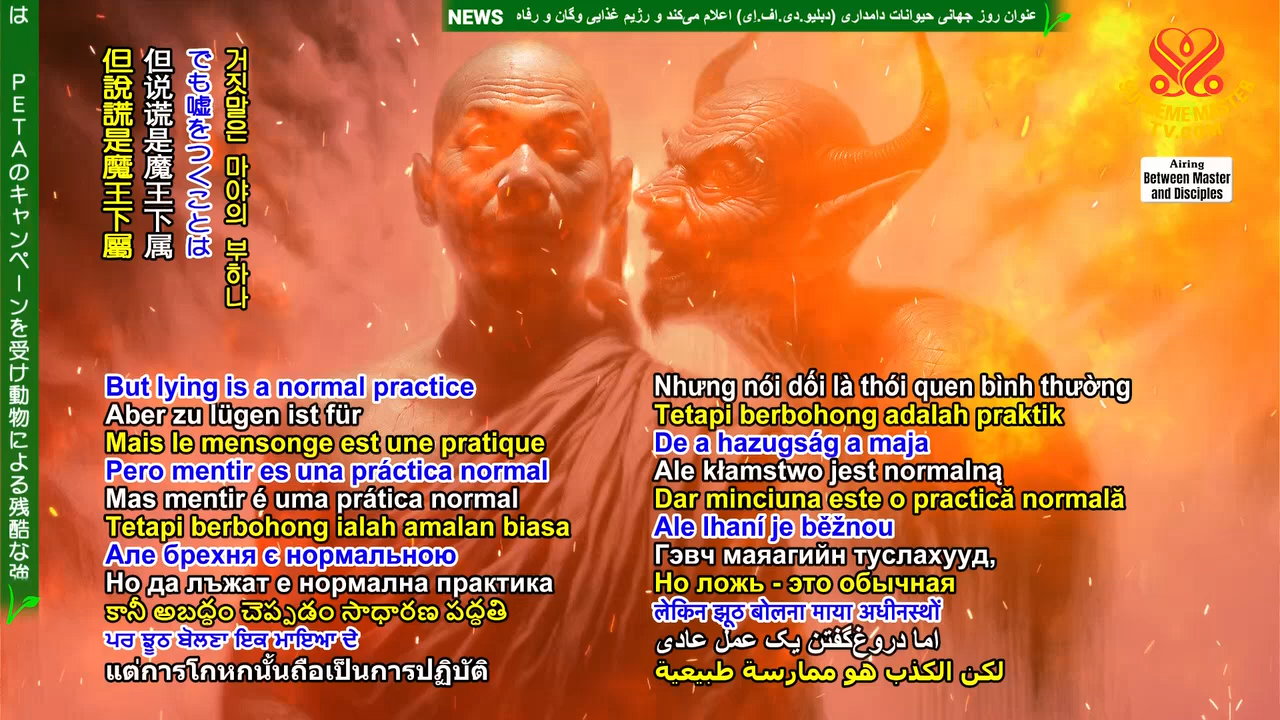 NEWS عنوان روز جهانی حیوانات دامداری (دبلیو.دی.اف.اِی) اعلام می‌کند و رژیم غذایی وگان و رفاه
は PETAのキャンペーンを受け動物による残酷な強
거짓말은 마야의 부하나
でも嘘をつくことは
但说谎是魔王下属
但說謊是魔王下屬
SUPREME MASTER
TV.COM
Airing
Between Master
and Disciples
But lying is a normal practice
Aber zu lügen ist für
Mais le mensonge est une pratique
Pero mentir es una práctica normal
Mas mentir é uma prática normal
Tetapi berbohong ialah amalan biasa
Але брехня є нормальною
Но да лъжат е нормална практика
కానీ అబద్ధం చెప్పడం సాధారణ పద్ధతి
ਪਰ ਝੂਠ ਬੋਲਣਾ ਇਕ ਮਾਇਆ ਦੇ
แต่การโกหกนั้นถือเป็นการปฏิบัติ
Nhưng nói dối là thói quen bình thường
Tetapi berbohong adalah praktik
De a hazugság a maja
Ale kłamstwo jest normalną
Dar minciuna este o practică normală
Ale lhaní je běžnou
Гэвч маяагийн туслахууд,
Но ложь - это обычная
लेकिन झूठ बोलना माया अधीनस्थों
اما دروغ‌گفتن یک عمل عادی
لكن الكذب هو ممارسة طبيعية